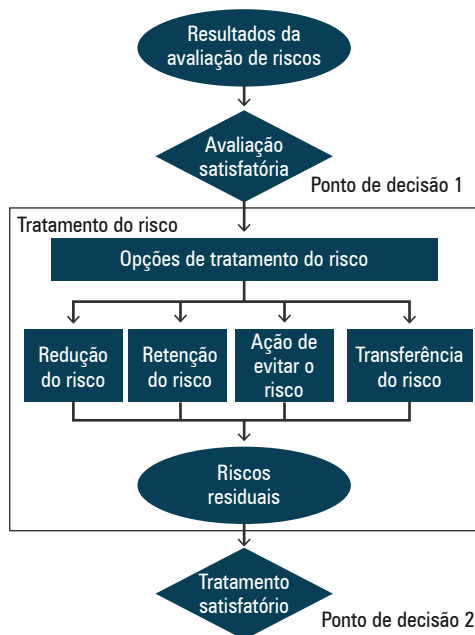 Resultados da
avaliação de riscos
Avaliação
satisfatória
Ponto de decisão 1
Tratamento do risco
Opções de tratamento do risco
Redução
do risco
Retenção
do risco
Ação de
evitar o
risco
Transferência
do risco
Riscos
residuais
Tratamento
satisfatório
Ponto de decisão 2